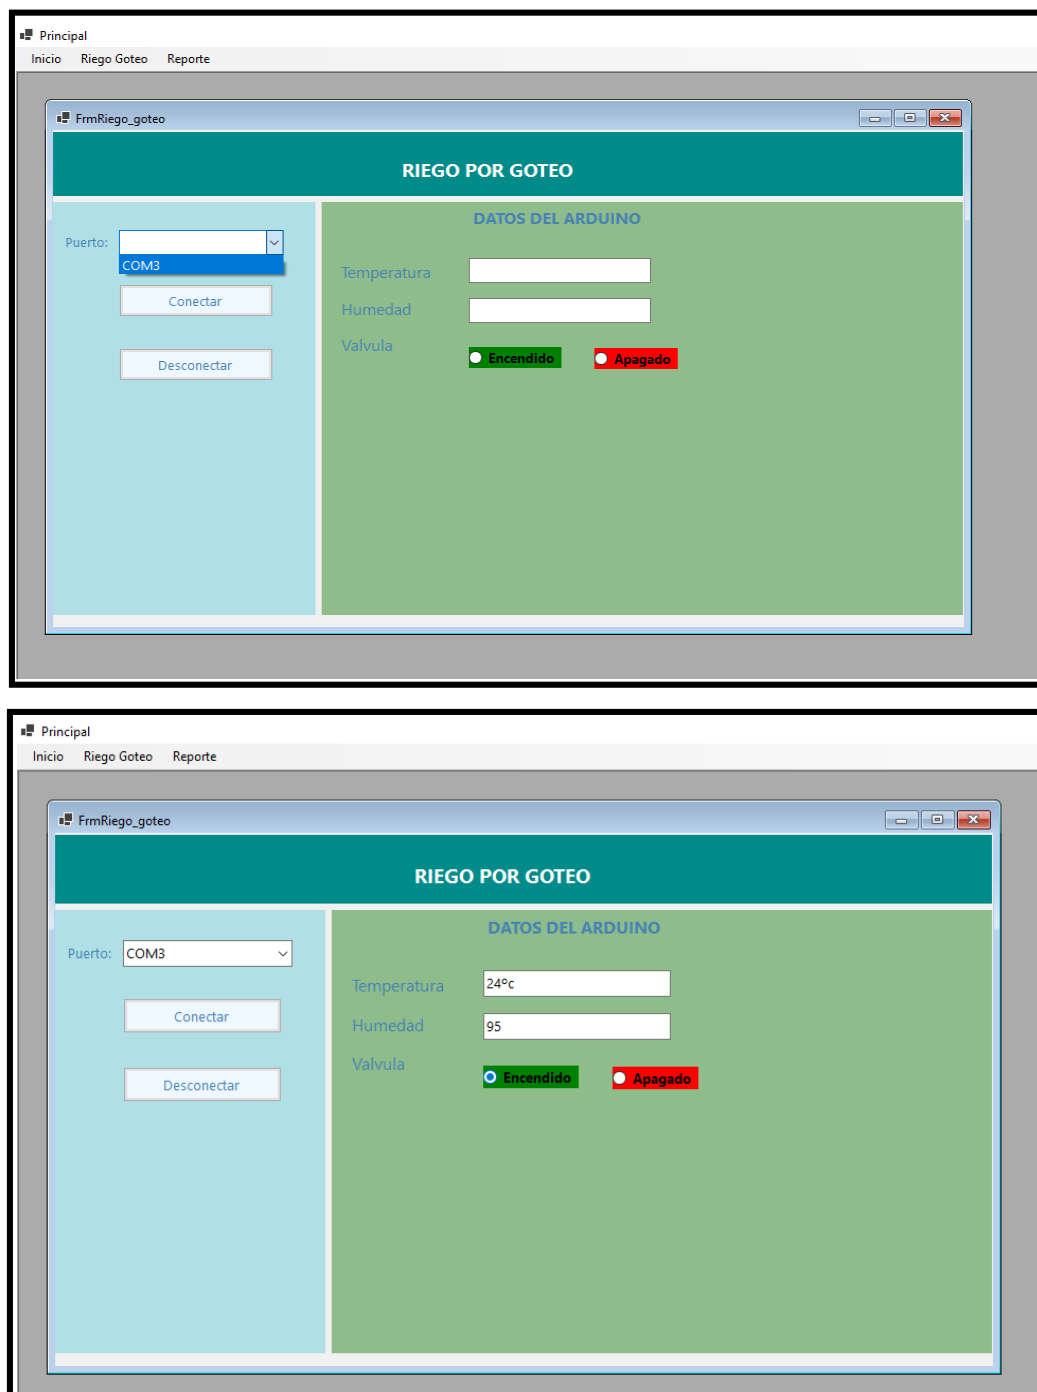 Principal
Inicio Riego Goteo Reporte
FrmRiego_goteo
RIEGO POR GOTEO
DATOS DEL ARDUINO
Puerto:
COM3
Conectar
Desconectar
Temperatura
Humedad
Valvula
Encendido Apagado
Principal
Inicio Riego Goteo Reporte
FrmRiego_goteo
RIEGO POR GOTEO
DATOS DEL ARDUINO
Puerto: COM3
Conectar
Desconectar
Temperatura 24ºc
Humedad 95
Valvula
Encendido Apagado